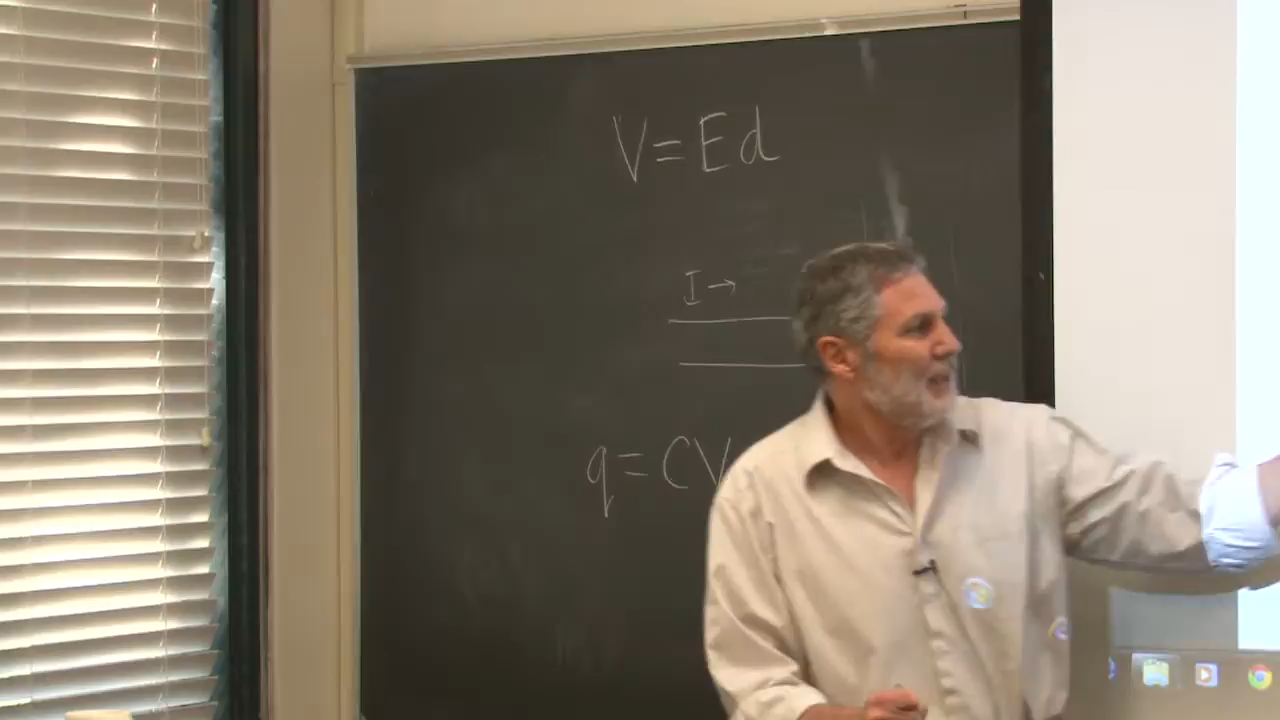 V = Ed
I →
q = CV